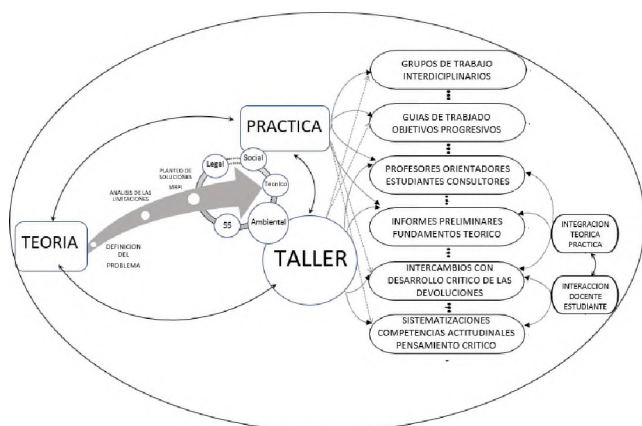 GRUPOS DE TRABAJO
INTERDICIPLINARIOS
GUIAS DE TRABJADO
OBJETIVOS PROGRESIVOS
PROFESORES ORIENTADORES
ESTUDIANTES CONSULTORES
INFORMES PRELIMINARES
FUNDAMENTOS TEORICO
INTERCAMBIOS CON
DESARROLLO CRITICO DE LAS
DEVOLUCIONES
SISTEMATIZACIONES
COMPETENCIAS ACTITUDINALES
PENSAMIENTO CRITICO
INTEGRACION
TEORICA
PRACTICA
INTERACCION
DOCENTE
ESTUDIANTE
PRACTICA
Legal
Social
Tecnico
Ambiental
PLANTEO DE
SOLUCIONES
ANALISIS DE LAS
LIMITACIONES
TEORIA
DEFINICION
DEL
PROBLEMA
TALLER